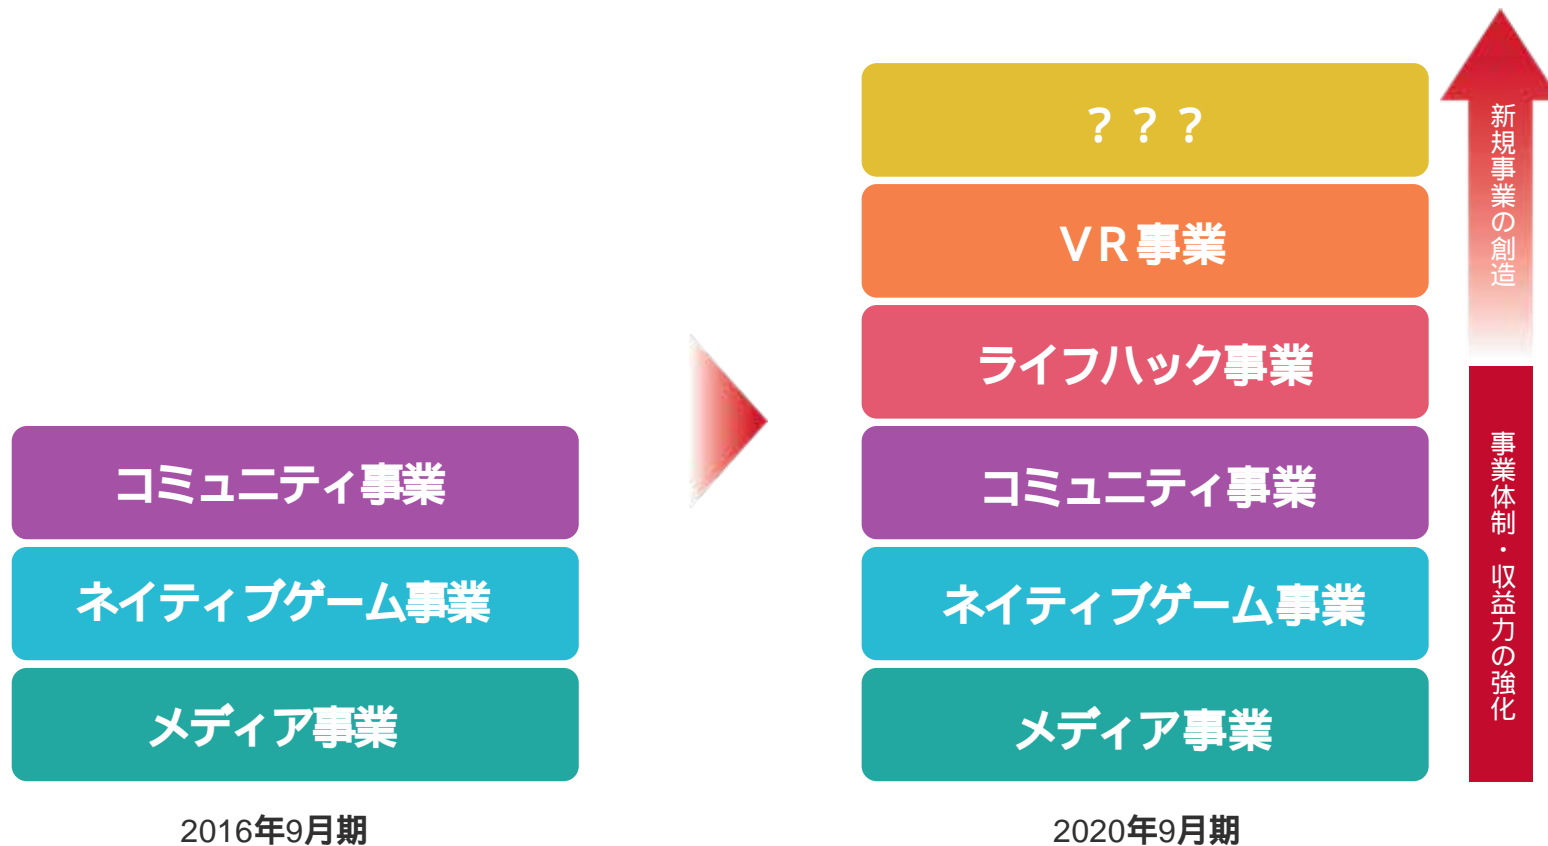 コミュニティ事業
ネイティブゲーム事業
メディア事業
2016年9月期
？？？
VR事業
ライフハック事業
コミュニティ事業
ネイティブゲーム事業
メディア事業
2020年9月期
新規事業の創造
事業体制・収益力の強化